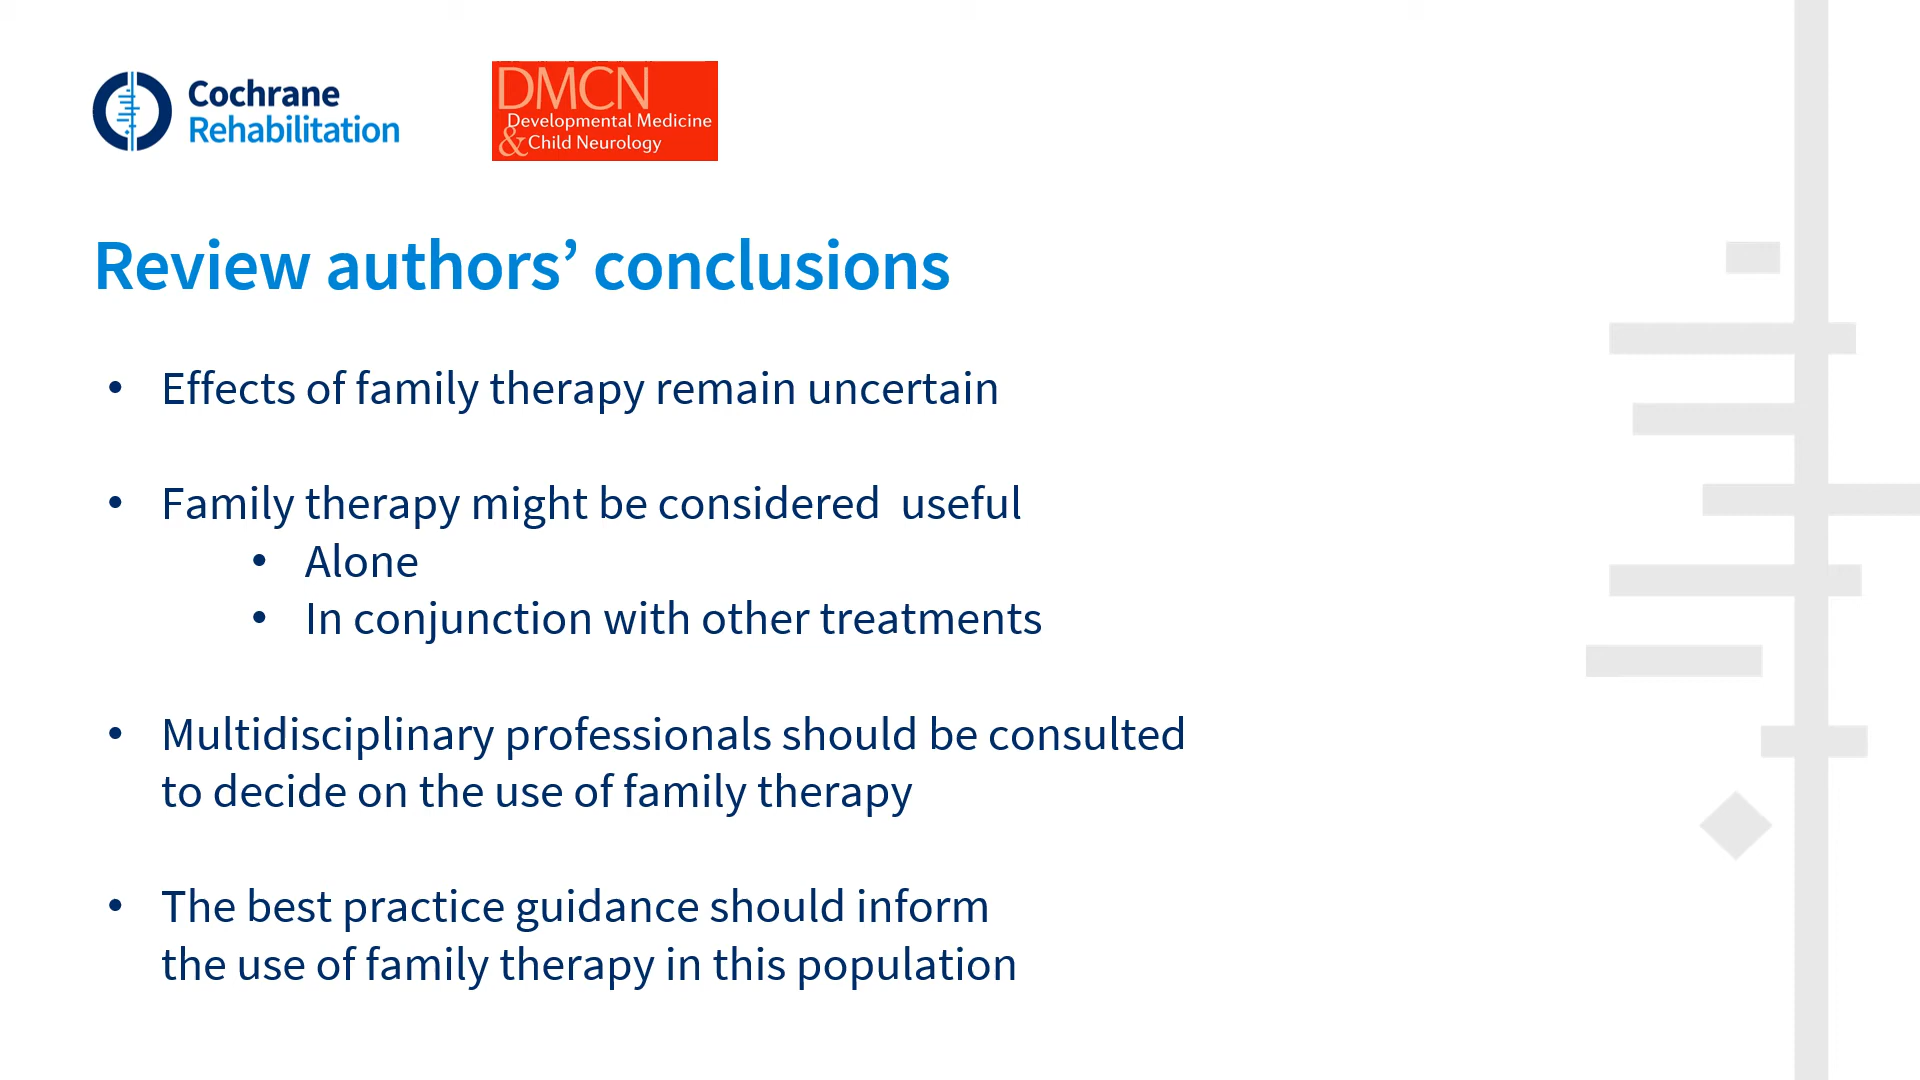 Cochrane
Rehabilitation
DMCN
Developmental Medicine
& Child Neurology
Review authors’ conclusions
• Effects of family therapy remain uncertain
• Family therapy might be considered  useful
• Alone
• In conjunction with other treatments
• Multidisciplinary professionals should be consulted
to decide on the use of family therapy
• The best practice guidance should inform
the use of family therapy in this population